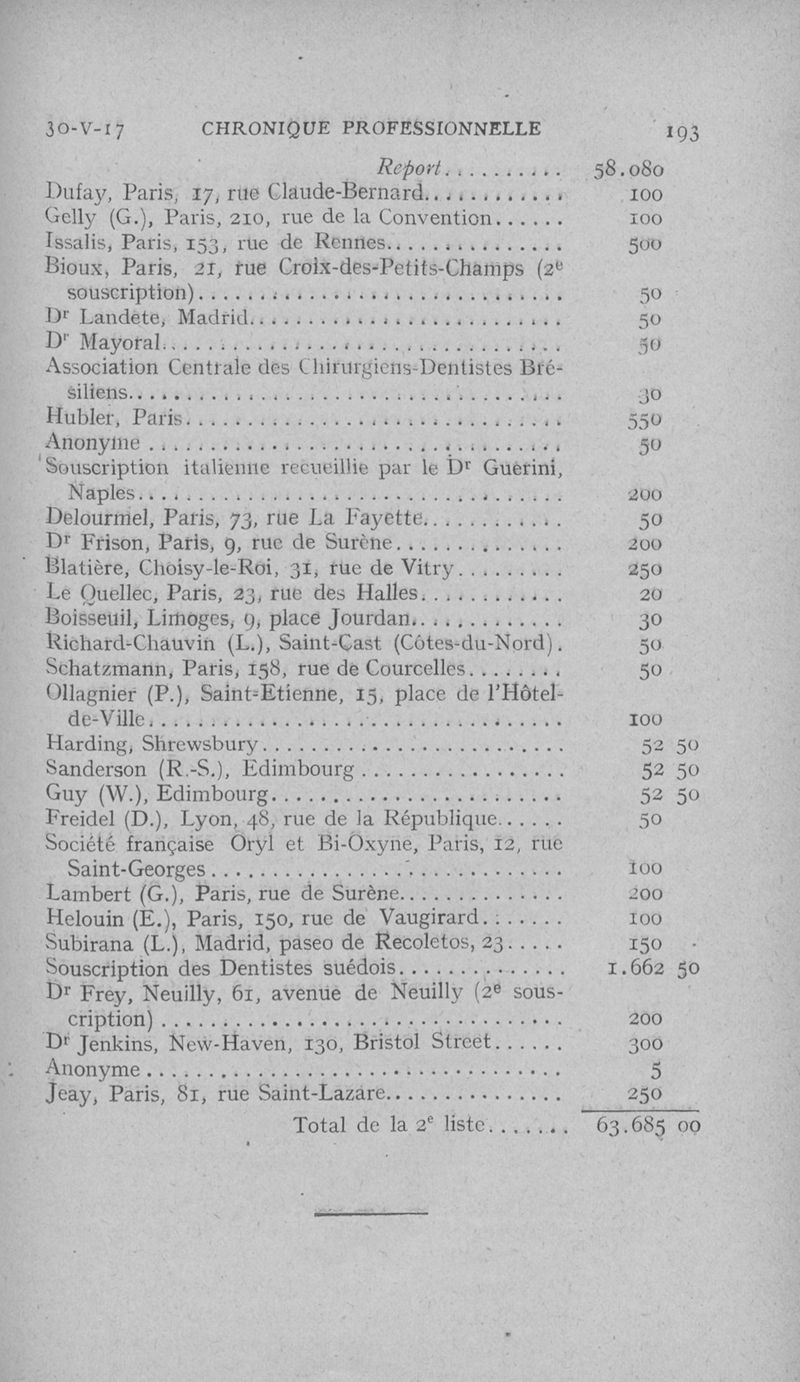 30-V-17 CHRONIQUE PROFESSIONNELLE 193
Report.......... 58.080
Dufay, Paris, 17, rue Claude-Bernard............ 100
Gelly (G.), Paris, 210, rue de la Convention...... 100
Issalis, Paris, 153, rue de Rennes............... 500
Bioux, Paris, 21, rue Croix-des-Petits-Champs (2e
souscription)............................. 50
Dr Landete, Madrid......................... 50
Dr Mayoral................................. 50
Association Centrale des Chirurgiens-Dentistes Bré-
siliens.................................... 30
Hubler, Paris............................... 550
Anonyme.................................. 50
Souscription italienne recueillie par le Dr Guerini,
Naples................................... 200
Delourmel, Paris, 73, rue La Fayette............ 50
Dr Frison, Paris, 9, rue de Surène.............. 200
Blatière, Choisy-le-Roi, 31, rue de Vitry......... 250
Le Quellec, Paris, 23, rue des Halles............ 20
Boisseuil, Limoges, 9, place Jourdan............. 30
Richard-Chauvin (L.), Saint-Cast (Côtes-du-Nord). 50
Schatzmann, Paris, 158, rue de Courcelles........ 50
Ollagnier (P.), Saint-Etienne, 15, place de l'Hôtel-
de-Ville.................................. 100
Harding, Shrewsbury......................... 52 50
Sanderson (R.-S.), Edimbourg................. 52 50
Guy (W.), Edimbourg........................ 52 50
Freidel (D.), Lyon, 48, rue de la République...... 50
Société française Oryl et Bi-Oxyne, Paris, 12, rue
Saint-Georges............................. 100
Lambert (G.), Paris, rue de Surène.............. 200
Helouin (E.), Paris, 150, rue de Vaugirard....... 100
Subirana (L.), Madrid, paseo de Recoletos, 23..... 150
Souscription des Dentistes suédois.............. 1.662 50
Dr Frey, Neuilly, 61, avenue de Neuilly (2e sous-
cription)................................. 200
Dr Jenkins, New-Haven, 130, Bristol Street...... 300
Anonyme.................................. 5
Jeay, Paris, 81, rue Saint-Lazare............... 250
Total de la 2e liste....... 63.685 00